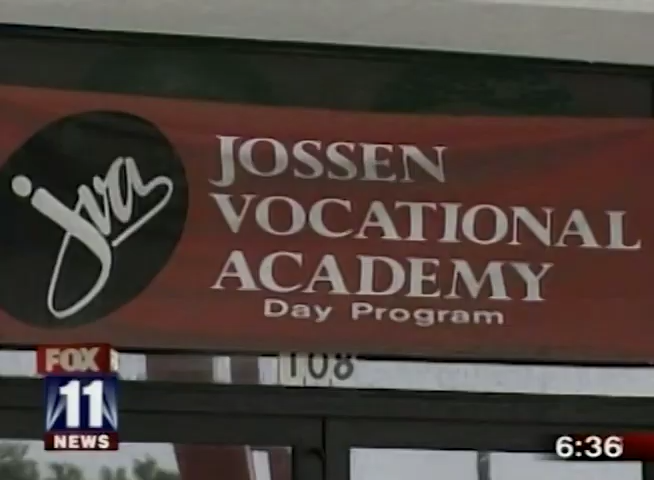 jva
JOSSEN
VOCATIONAL
ACADEMY
Day Program
108
FOX
11
NEWS
6:36